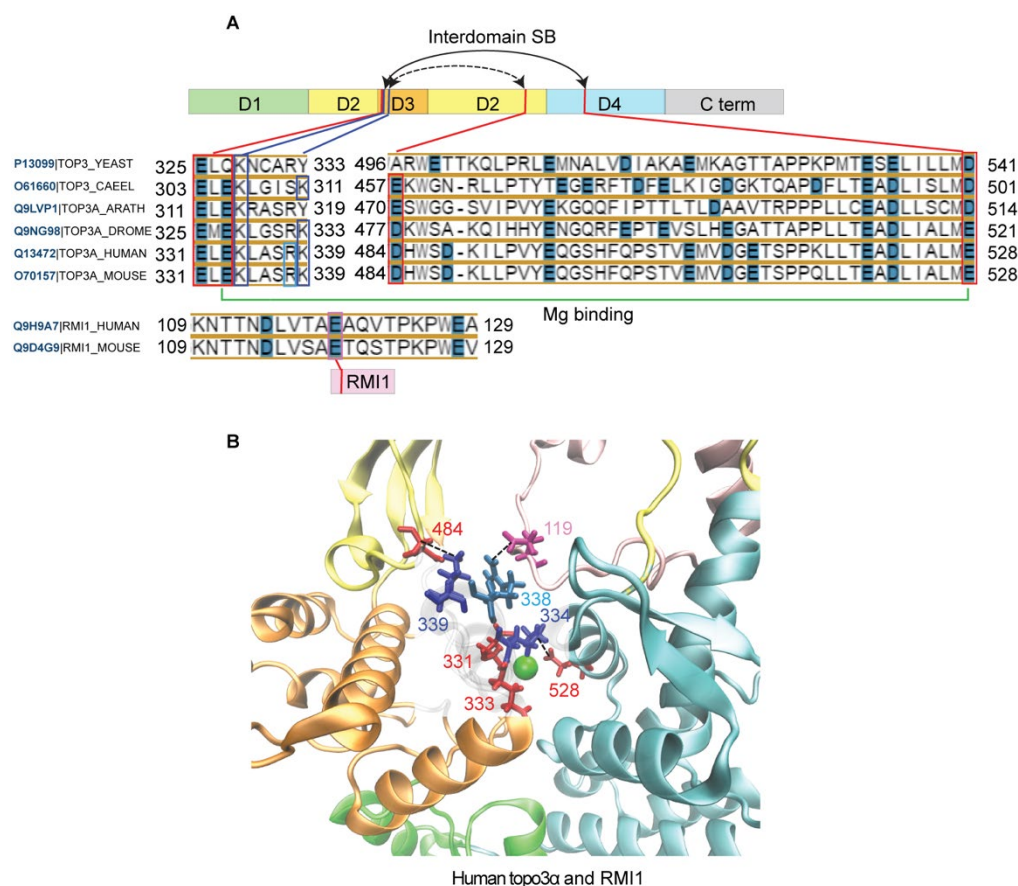 A
Interdomain SB
D1 D2 D3 D2 D4 C term
P13099|TOP3_YEAST 325 ELQKNCARY 333 496 ARWETTKQLPRLEMNALVDIAKAEMKAGTTAPPKPMTESELILLMD 541
O61660|TOP3_CAEEL 303 ELEKLGISK 311 457 EKWGN-RLLPTYTEGERFTDFELKIGDGKTQAPDFLTEADLISLMD 501
Q9LVP1|TOP3A_ARATH 311 ELEKRASRY 319 470 ESWGG-SVIPVYEKGQQFIPTTLTLDAAVTRPPPLLCEADLLSCMD 514
Q9NG98|TOP3A_DROME 325 EMEKLGSRK 333 477 DKWSA-KQIHHYENGQRFEPTEVSLHEGATTAPPLLTEADLIALME 521
Q13472|TOP3A_HUMAN 331 ELEKLASRK 339 484 DHWSD-KLLPVYEQGSHFQPSTVEMVDGETSPPKLLTEADLIALME 528
O70157|TOP3A_MOUSE 331 ELEKLASRK 339 484 DHWSD-KLLPVYEQGSHFQPSTVEMVDGETSPPQLLTEADLIALME 528
Mg binding
Q9H9A7|RMI1_HUMAN 109 KNTTNDLVTAEAQVTPKPWEA 129
Q9D4G9|RMI1_MOUSE 109 KNTTNDLVSAETQSTPKPWEV 129
RMI1
B
484
119
338
339
334
331
333
528
Human topo3α and RMI1